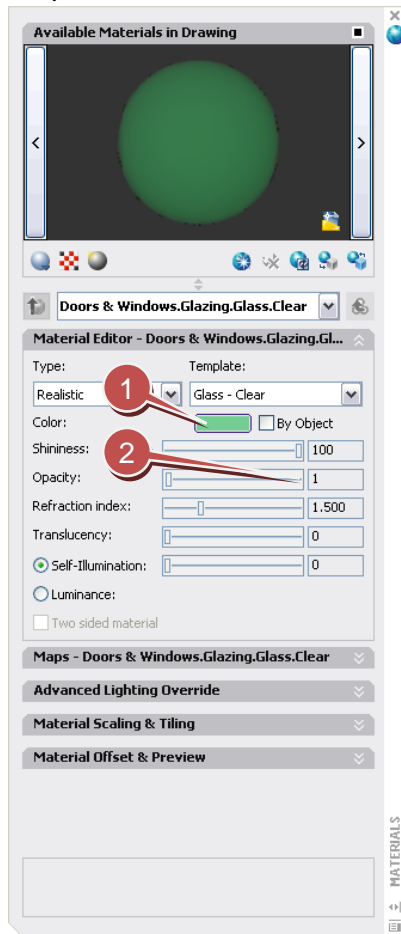 Available Materials in Drawing
Doors & Windows.Glazing.Glass.Clear
Material Editor - Doors & Windows.Glazing.Gl...
Type: Template:
Realistic Glass - Clear
1
Color: By Object
Shininess: 100
2
Opacity: 1
Refraction index: 1.500
Translucency: 0
Self-Illumination: 0
Luminance:
Two sided material
Maps - Doors & Windows.Glazing.Glass.Clear
Advanced Lighting Override
Material Scaling & Tiling
Material Offset & Preview
MATERIALS